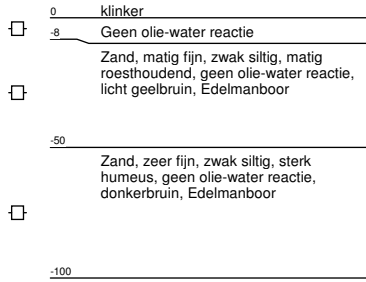 0 klinker
-8 Geen olie-water reactie
Zand, matig fijn, zwak siltig, matig
roesthoudend, geen olie-water reactie,
licht geelbruin, Edelmanboor
-50
Zand, zeer fijn, zwak siltig, sterk
humeus, geen olie-water reactie,
donkerbruin, Edelmanboor
-100